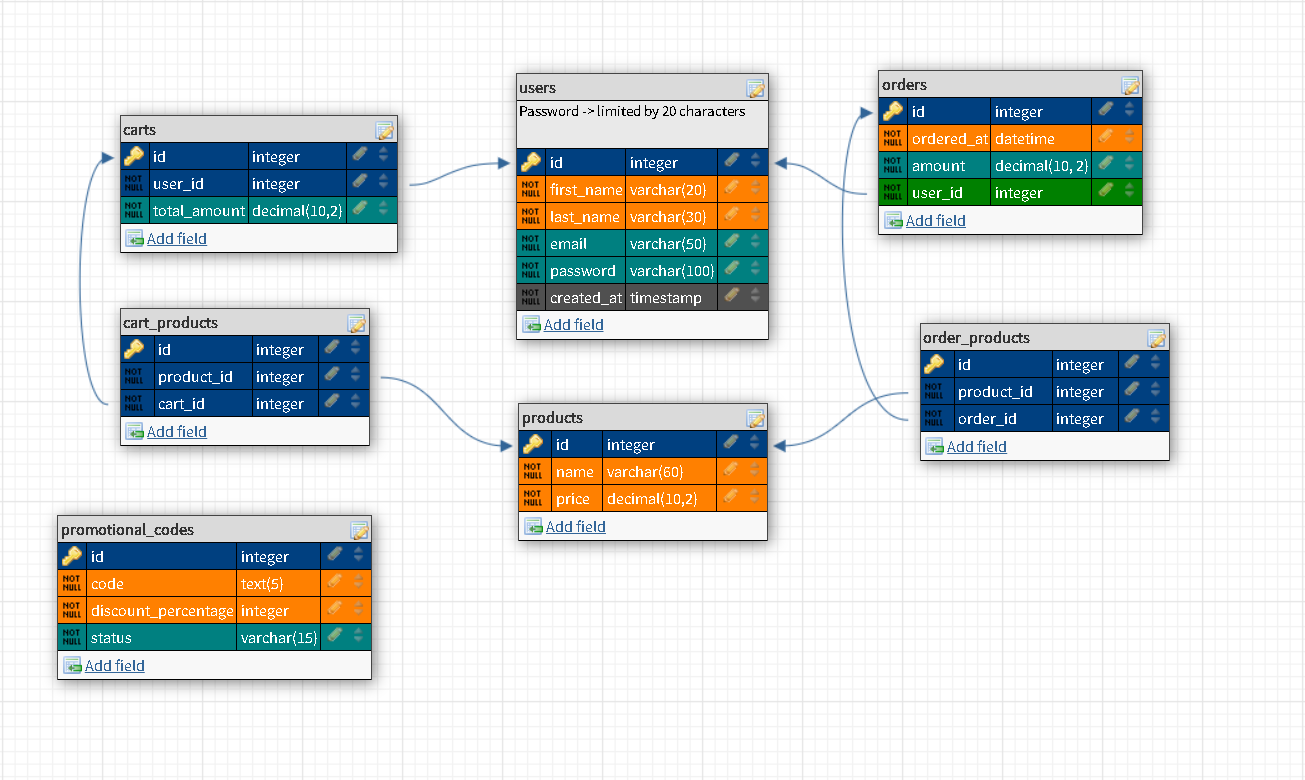 carts
id integer
NOT NULL user_id integer
NOT NULL total_amount decimal(10,2)
Add field
users
Password -> limited by 20 characters
id integer
NOT NULL first_name varchar(20)
NOT NULL last_name varchar(30)
NOT NULL email varchar(50)
NOT NULL password varchar(100)
NOT NULL created_at timestamp
Add field
orders
id integer
NOT NULL ordered_at datetime
NOT NULL amount decimal(10, 2)
NOT NULL user_id integer
Add field
cart_products
id integer
NOT NULL product_id integer
NOT NULL cart_id integer
Add field
products
id integer
NOT NULL name varchar(60)
NOT NULL price decimal(10,2)
Add field
order_products
id integer
NOT NULL product_id integer
NOT NULL order_id integer
Add field
promotional_codes
id integer
NOT NULL code text(5)
NOT NULL discount_percentage integer
NOT NULL status varchar(15)
Add field